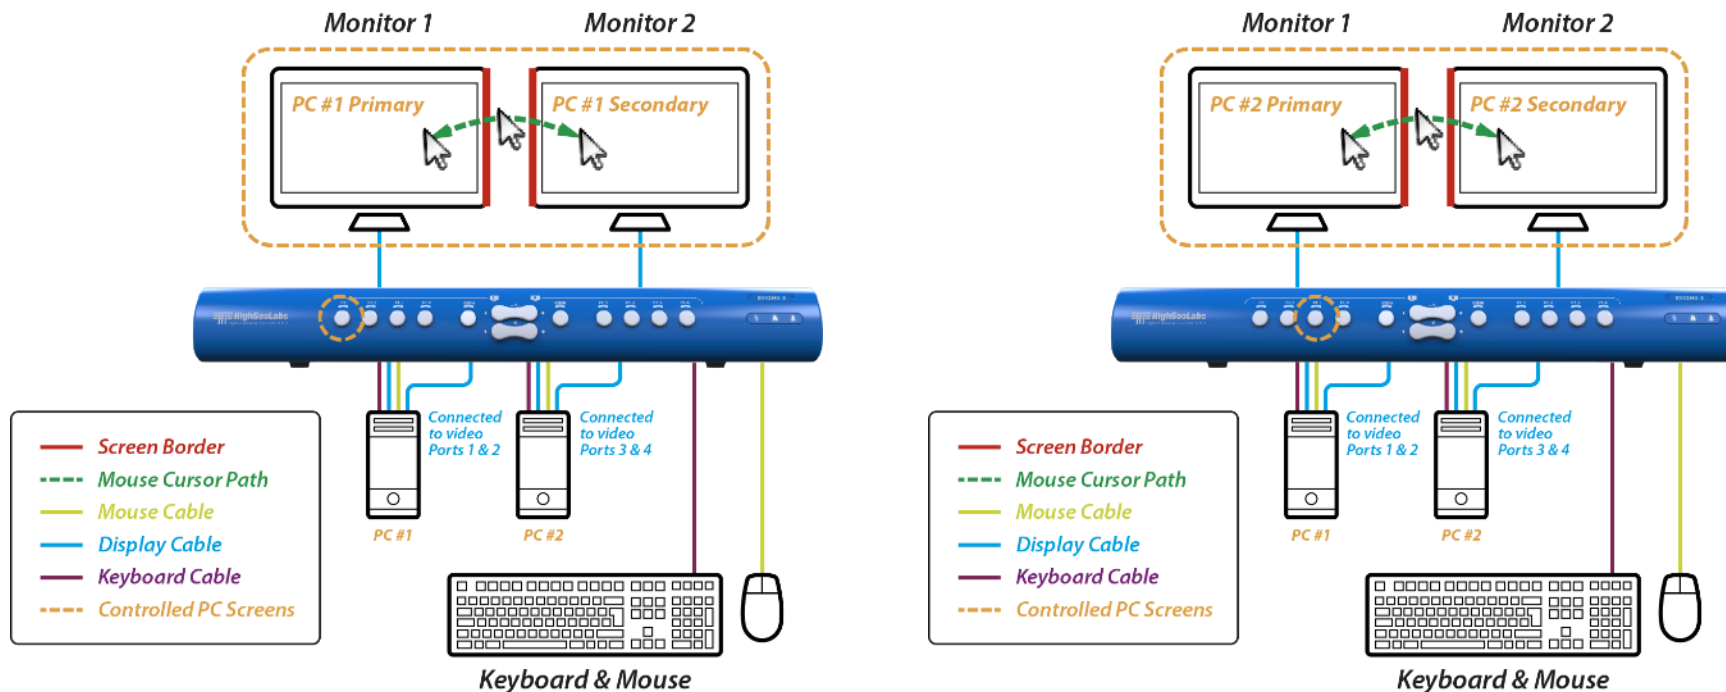 Monitor 1
Monitor 2
PC #1 Primary
PC #1 Secondary
HighSecLabs
Connected
to video
Ports 1 & 2
Connected
to video
Ports 3 & 4
PC #1
PC #2
Screen Border
Mouse Cursor Path
Mouse Cable
Display Cable
Keyboard Cable
Controlled PC Screens
Keyboard & Mouse
Monitor 1
Monitor 2
PC #2 Primary
PC #2 Secondary
HighSecLabs
Connected
to video
Ports 1 & 2
Connected
to video
Ports 3 & 4
PC #1
PC #2
Screen Border
Mouse Cursor Path
Mouse Cable
Display Cable
Keyboard Cable
Controlled PC Screens
Keyboard & Mouse